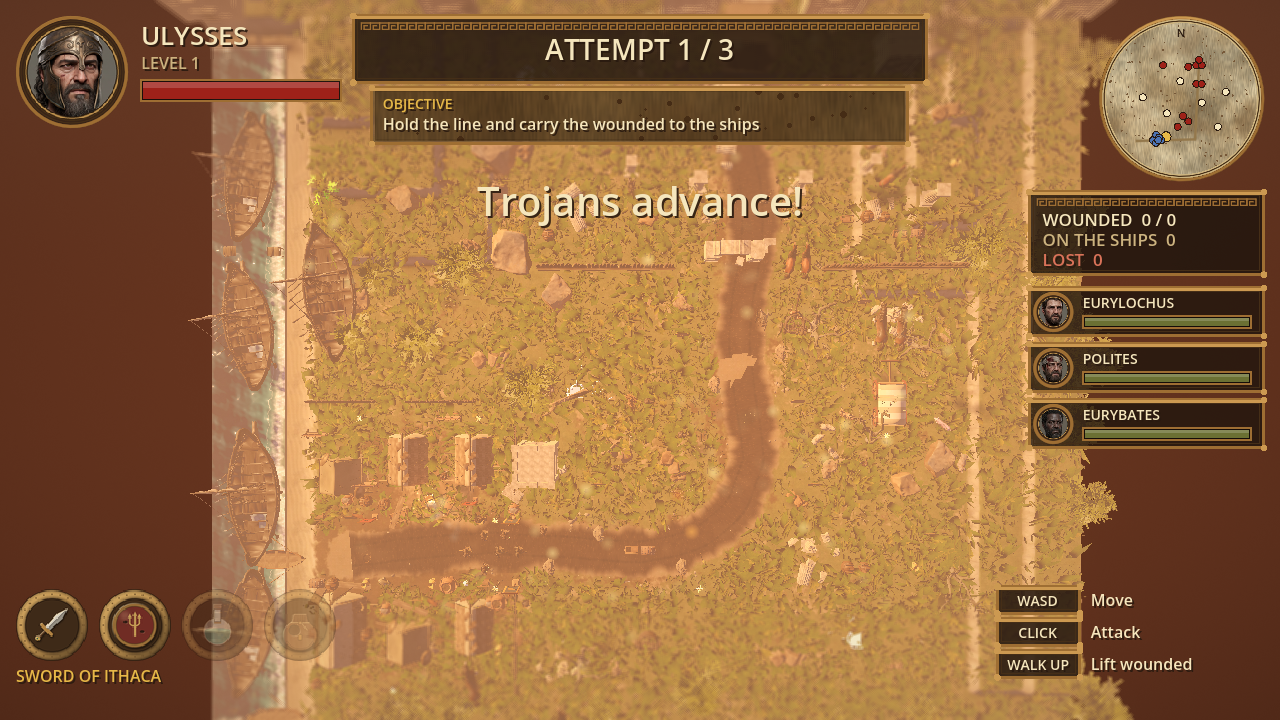 ULYSSES
LEVEL 1
ATTEMPT 1 / 3
OBJECTIVE
Hold the line and carry the wounded to the ships
N
Trojans advance!
WOUNDED 0 / 0
ON THE SHIPS 0
LOST 0
EURYLOCHUS
POLITES
EURYBATES
SWORD OF ITHACA
WASD Move
CLICK Attack
WALK UP Lift wounded